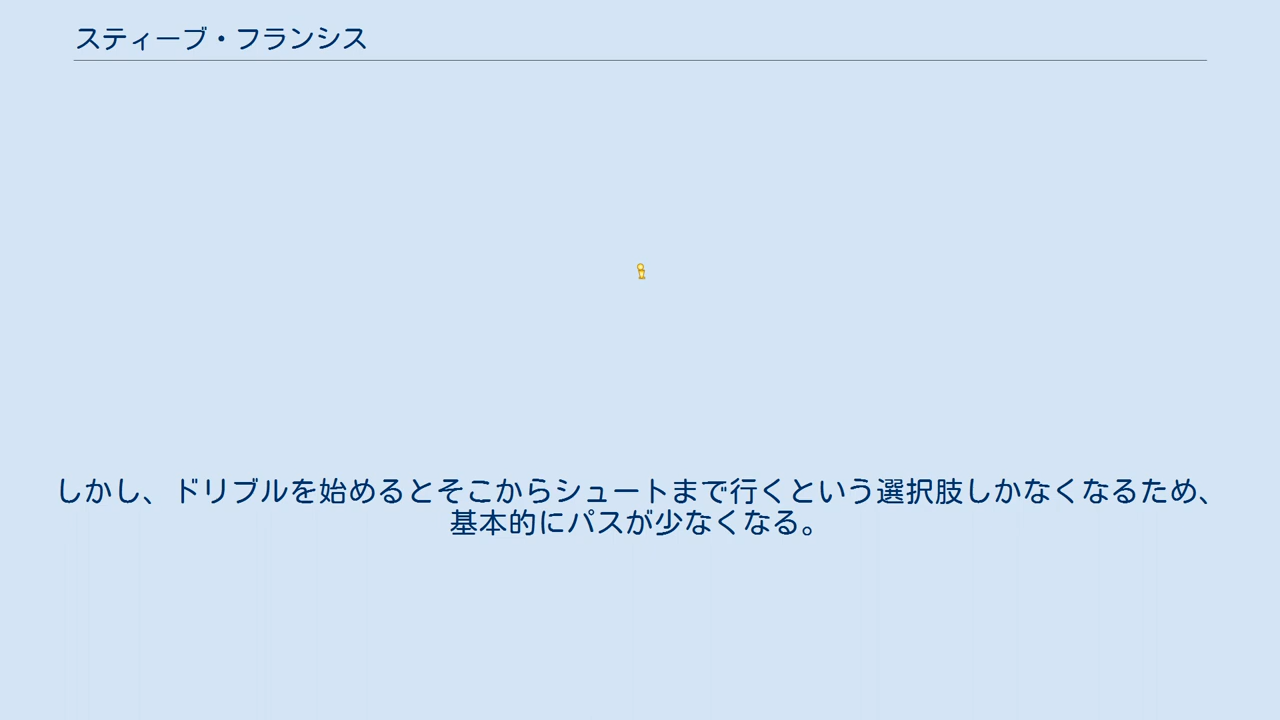 スティーブ・フランシス
しかし、ドリブルを始めるとそこからシュートまで行くという選択肢しかなくなるため、
基本的にパスが少なくなる。